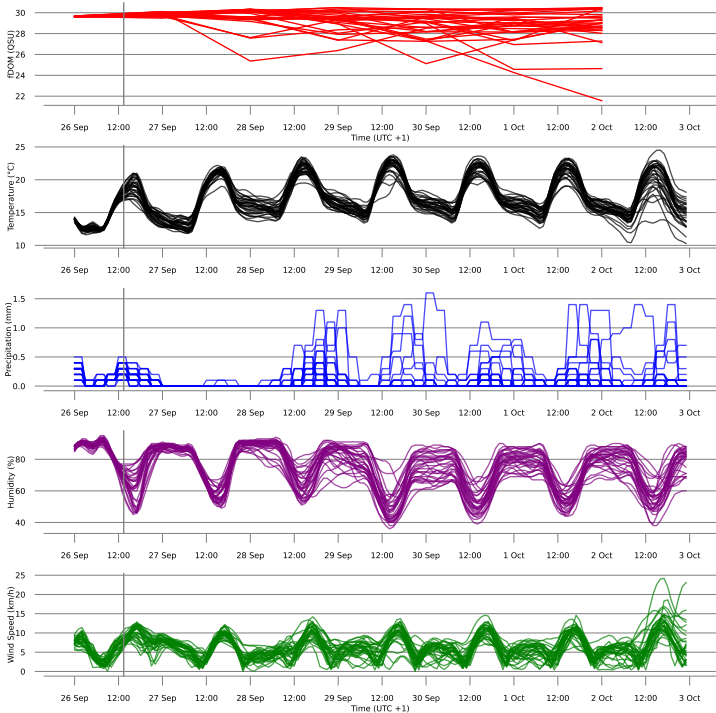 30
28
26
24
22
fDOM (QSU)
26 Sep 12:00 27 Sep 12:00 28 Sep 12:00 29 Sep 12:00 30 Sep 12:00 1 Oct 12:00 2 Oct 12:00 3 Oct
Time (UTC +1)
25
20
15
10
Temperature (°C)
26 Sep 12:00 27 Sep 12:00 28 Sep 12:00 29 Sep 12:00 30 Sep 12:00 1 Oct 12:00 2 Oct 12:00 3 Oct
1.5
1.0
0.5
0.0
Precipitation (mm)
26 Sep 12:00 27 Sep 12:00 28 Sep 12:00 29 Sep 12:00 30 Sep 12:00 1 Oct 12:00 2 Oct 12:00 3 Oct
80
60
40
Humidity (%)
26 Sep 12:00 27 Sep 12:00 28 Sep 12:00 29 Sep 12:00 30 Sep 12:00 1 Oct 12:00 2 Oct 12:00 3 Oct
25
20
15
10
5
0
Wind Speed (km/h)
26 Sep 12:00 27 Sep 12:00 28 Sep 12:00 29 Sep 12:00 30 Sep 12:00 1 Oct 12:00 2 Oct 12:00 3 Oct
Time (UTC +1)